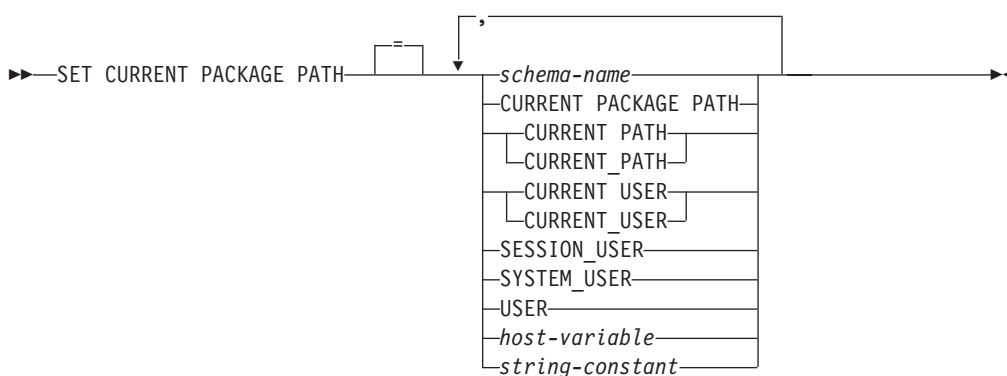 ,
=
SET CURRENT PACKAGE PATH schema-name
CURRENT PACKAGE PATH
CURRENT PATH
CURRENT_PATH
CURRENT USER
CURRENT_USER
SESSION_USER
SYSTEM_USER
USER
host-variable
string-constant